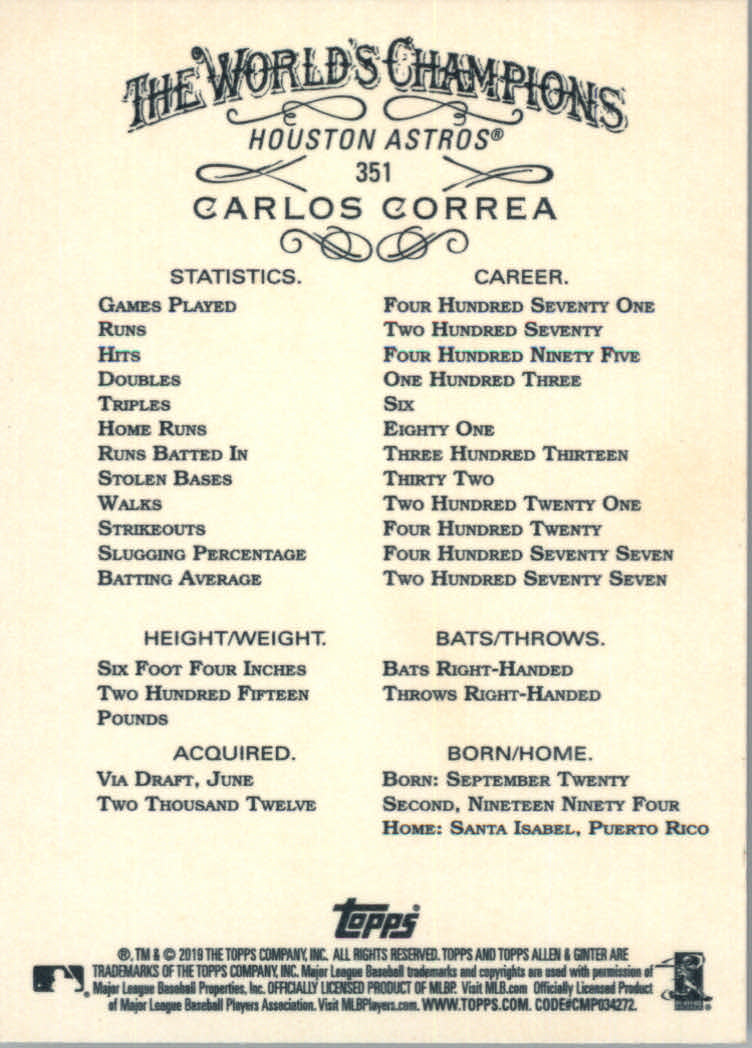 THE WORLD'S CHAMPIONS
HOUSTON ASTROS®
351
CARLOS CORREA
STATISTICS. CAREER.
GAMES PLAYED FOUR HUNDRED SEVENTY ONE
RUNS TWO HUNDRED SEVENTY
HITS FOUR HUNDRED NINETY FIVE
DOUBLES ONE HUNDRED THREE
TRIPLES SIX
HOME RUNS EIGHTY ONE
RUNS BATTED IN THREE HUNDRED THIRTEEN
STOLEN BASES THIRTY TWO
WALKS TWO HUNDRED TWENTY ONE
STRIKEOUTS FOUR HUNDRED TWENTY
SLUGGING PERCENTAGE FOUR HUNDRED SEVENTY SEVEN
BATTING AVERAGE TWO HUNDRED SEVENTY SEVEN
HEIGHT/WEIGHT.
SIX FOOT FOUR INCHES
TWO HUNDRED FIFTEEN
POUNDS
BATS/THROWS.
BATS RIGHT-HANDED
THROWS RIGHT-HANDED
ACQUIRED.
VIA DRAFT, JUNE
TWO THOUSAND TWELVE
BORN/HOME.
BORN: SEPTEMBER TWENTY
SECOND, NINETEEN NINETY FOUR
HOME: SANTA ISABEL, PUERTO RICO
Topps®
®, TM & © 2019 THE TOPPS COMPANY, INC. ALL RIGHTS RESERVED. TOPPS AND TOPPS ALLEN & GINTER ARE
TRADEMARKS OF THE TOPPS COMPANY, INC. Major League Baseball trademarks and copyrights are used with permission of
Major League Baseball Properties, Inc. OFFICIALLY LICENSED PRODUCT OF MLBP. Visit MLB.com Officially Licensed Product
of Major League Baseball Players Association. Visit MLBPlayers.com. WWW.TOPPS.COM. CODE#CMP034272.